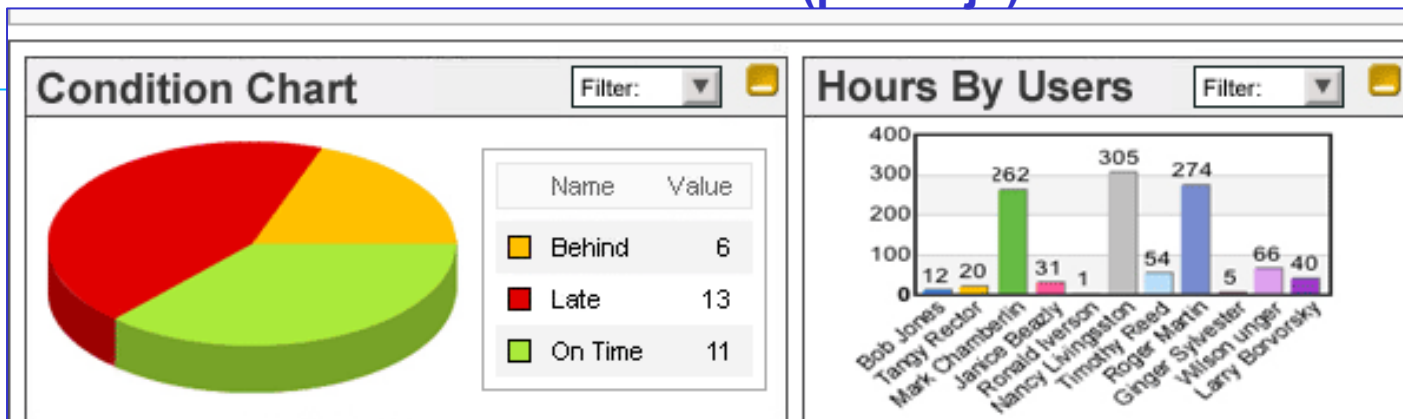 Condition Chart
Filter:
Name Value
Behind 6
Late 13
On Time 11
Hours By Users
Filter:
400
300
200
100
0
12
20
262
31
1
305
54
274
5
66
40
Bob Jones
Tangy Rector
Mark Chamberlin
Janice Beazly
Ronald Iverson
Nancy Livingsston
Timothy Reed
Roger Martin
Ginger Sylvester
Wilson unger
Larry Borvorsky